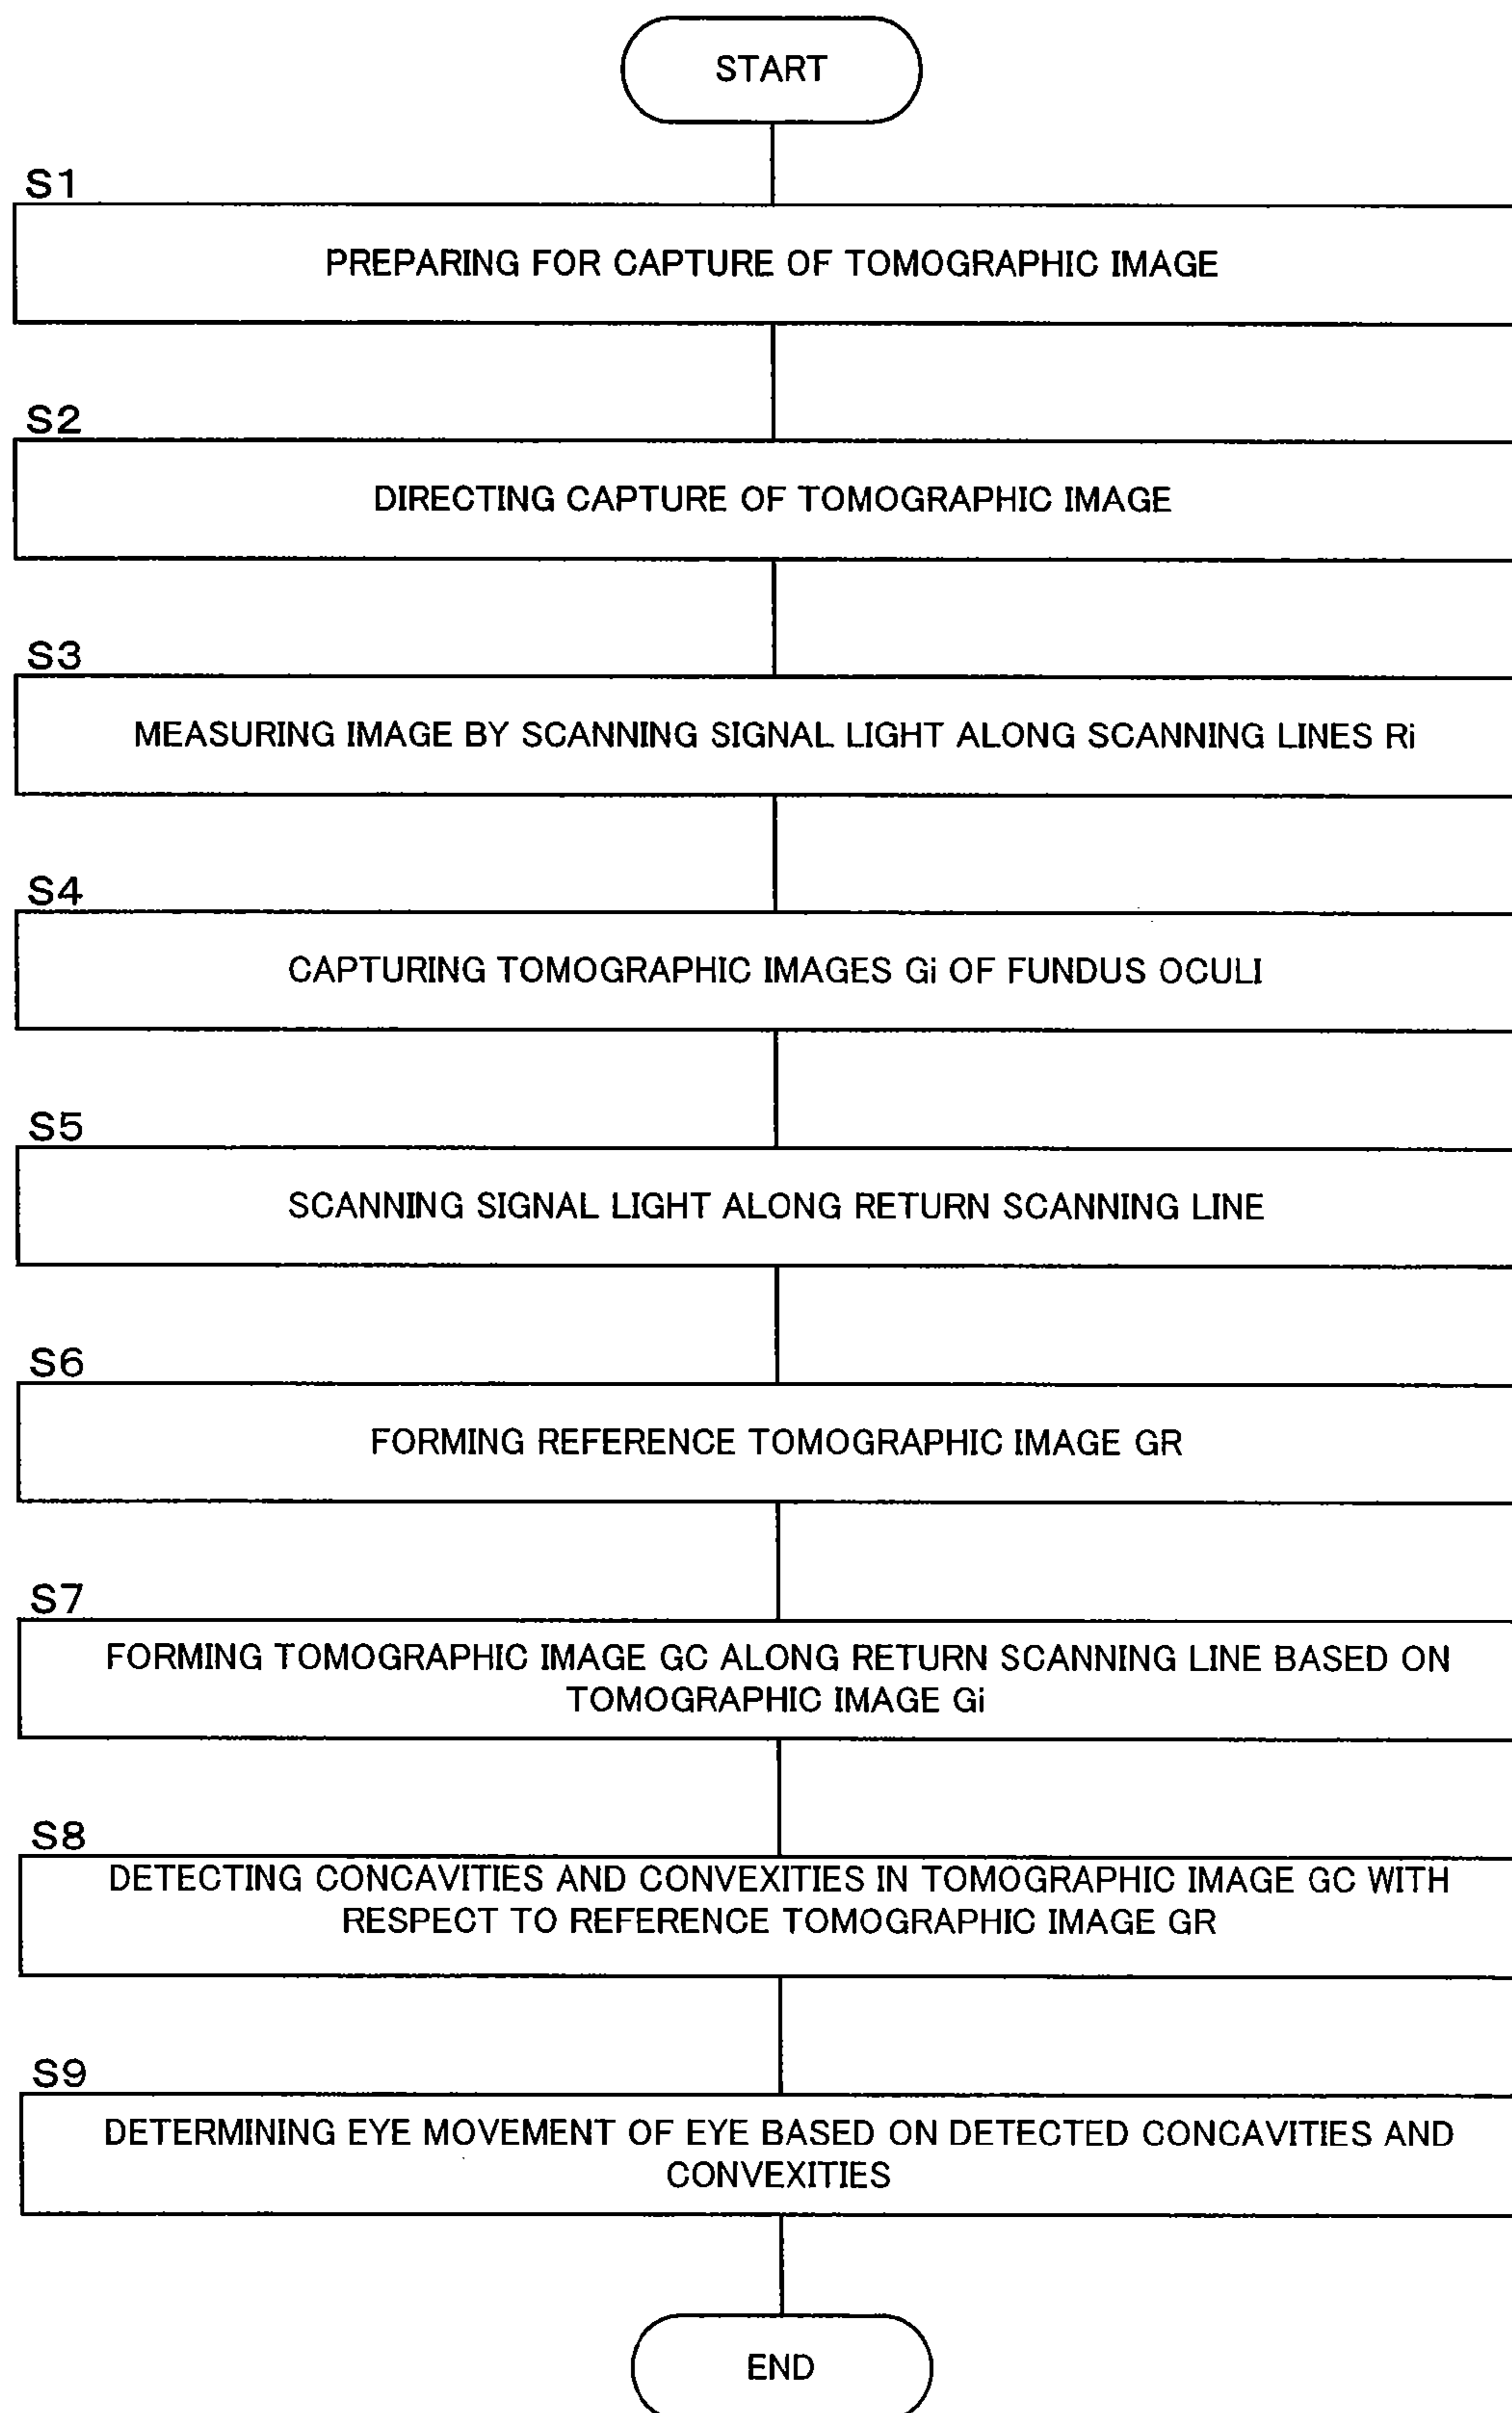 START
S1
PREPARING FOR CAPTURE OF TOMOGRAPHIC IMAGE
S2
DIRECTING CAPTURE OF TOMOGRAPHIC IMAGE
S3
MEASURING IMAGE BY SCANNING SIGNAL LIGHT ALONG SCANNING LINES Ri
S4
CAPTURING TOMOGRAPHIC IMAGES Gi OF FUNDUS OCULI
S5
SCANNING SIGNAL LIGHT ALONG RETURN SCANNING LINE
S6
FORMING REFERENCE TOMOGRAPHIC IMAGE GR
S7
FORMING TOMOGRAPHIC IMAGE GC ALONG RETURN SCANNING LINE BASED ON
TOMOGRAPHIC IMAGE Gi
S8
DETECTING CONCAVITIES AND CONVEXITIES IN TOMOGRAPHIC IMAGE GC WITH
RESPECT TO REFERENCE TOMOGRAPHIC IMAGE GR
S9
DETERMINING EYE MOVEMENT OF EYE BASED ON DETECTED CONCAVITIES AND
CONVEXITIES
END